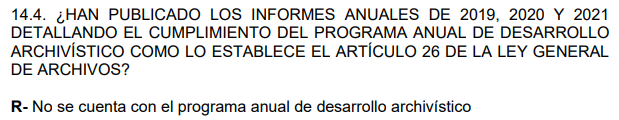 14.4. ¿HAN PUBLICADO LOS INFORMES ANUALES DE 2019, 2020 Y 2021
DETALLANDO EL CUMPLIMIENTO DEL PROGRAMA ANUAL DE DESARROLLO
ARCHIVÍSTICO COMO LO ESTABLECE EL ARTÍCULO 26 DE LA LEY GENERAL
DE ARCHIVOS?
R- No se cuenta con el programa anual de desarrollo archivístico